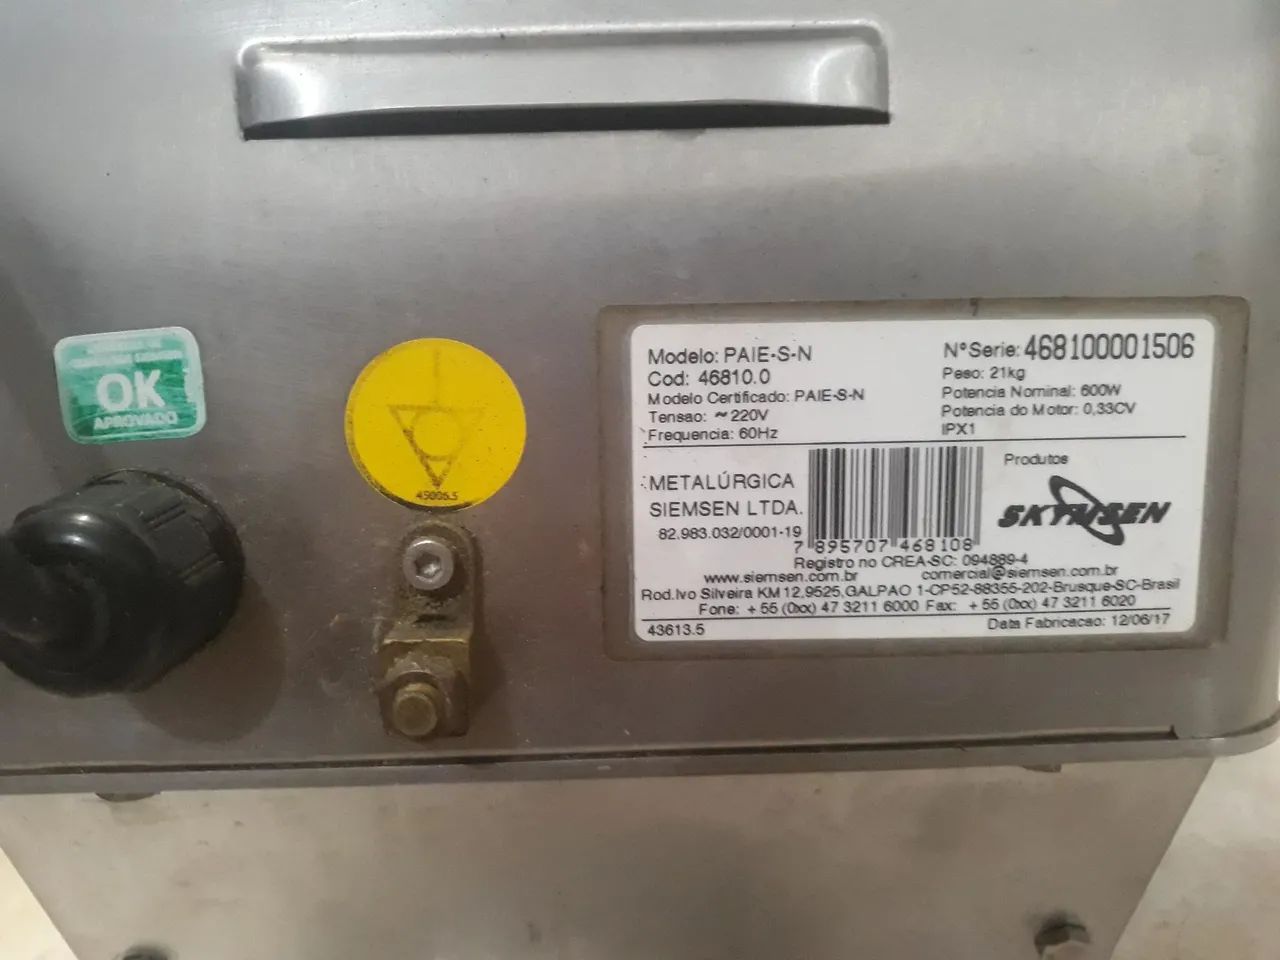 OK
APROVADO
45006.5
Modelo: PAIE-S-N
Nº Serie: 468100001506
Cod: 46810.0
Peso: 21kg
Modelo Certificado: PAIE-S-N
Potencia Nominal: 600W
Tensao: ~220V
Potencia do Motor: 0,33CV
Frequencia: 60Hz
IPX1
METALÚRGICA
SIEMSEN LTDA.
82.983.032/0001-19
7 895707 468108
Produtos
SKYMSEN
Registro no CREA-SC: 094889-4
www.siemsen.com.br comercial@siemsen.com.br
Rod.Ivo Silveira KM 12,9525,GALPAO 1-CP52-88355-202-Brusque-SC-Brasil
Fone: +55 (0xx) 47 3211 6000 Fax: +55 (0xx) 47 3211 6020
43613.5
Data Fabricacao: 12/06/17